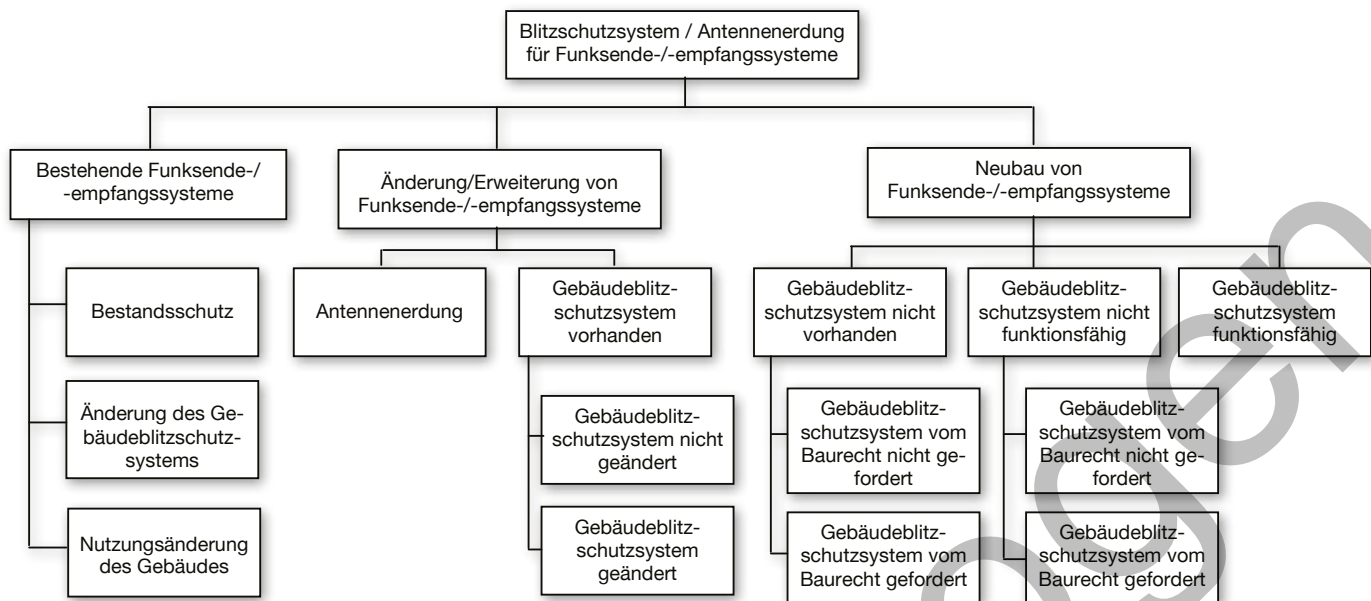 Blitzschutzsystem / Antennenerdung
für Funksende-/-empfangssysteme
Bestehende Funksende-/
-empfangssysteme
Änderung/Erweiterung von
Funksende-/-empfangssysteme
Neubau von
Funksende-/-empfangssysteme
Bestandsschutz
Änderung des Ge-
bäudeblitzschutz-
systems
Nutzungsänderung
des Gebäudes
Antennenerdung
Gebäudeblitz-
schutzsystem
vorhanden
Gebäudeblitz-
schutzsystem nicht
geändert
Gebäudeblitz-
schutzsystem
geändert
Gebäudeblitz-
schutzsystem nicht
vorhanden
Gebäudeblitz-
schutzsystem vom
Baurecht nicht ge-
fordert
Gebäudeblitz-
schutzsystem vom
Baurecht gefordert
Gebäudeblitz-
schutzsystem nicht
funktionsfähig
Gebäudeblitz-
schutzsystem vom
Baurecht nicht ge-
fordert
Gebäudeblitz-
schutzsystem vom
Baurecht gefordert
Gebäudeblitz-
schutzsystem
funktionsfähig